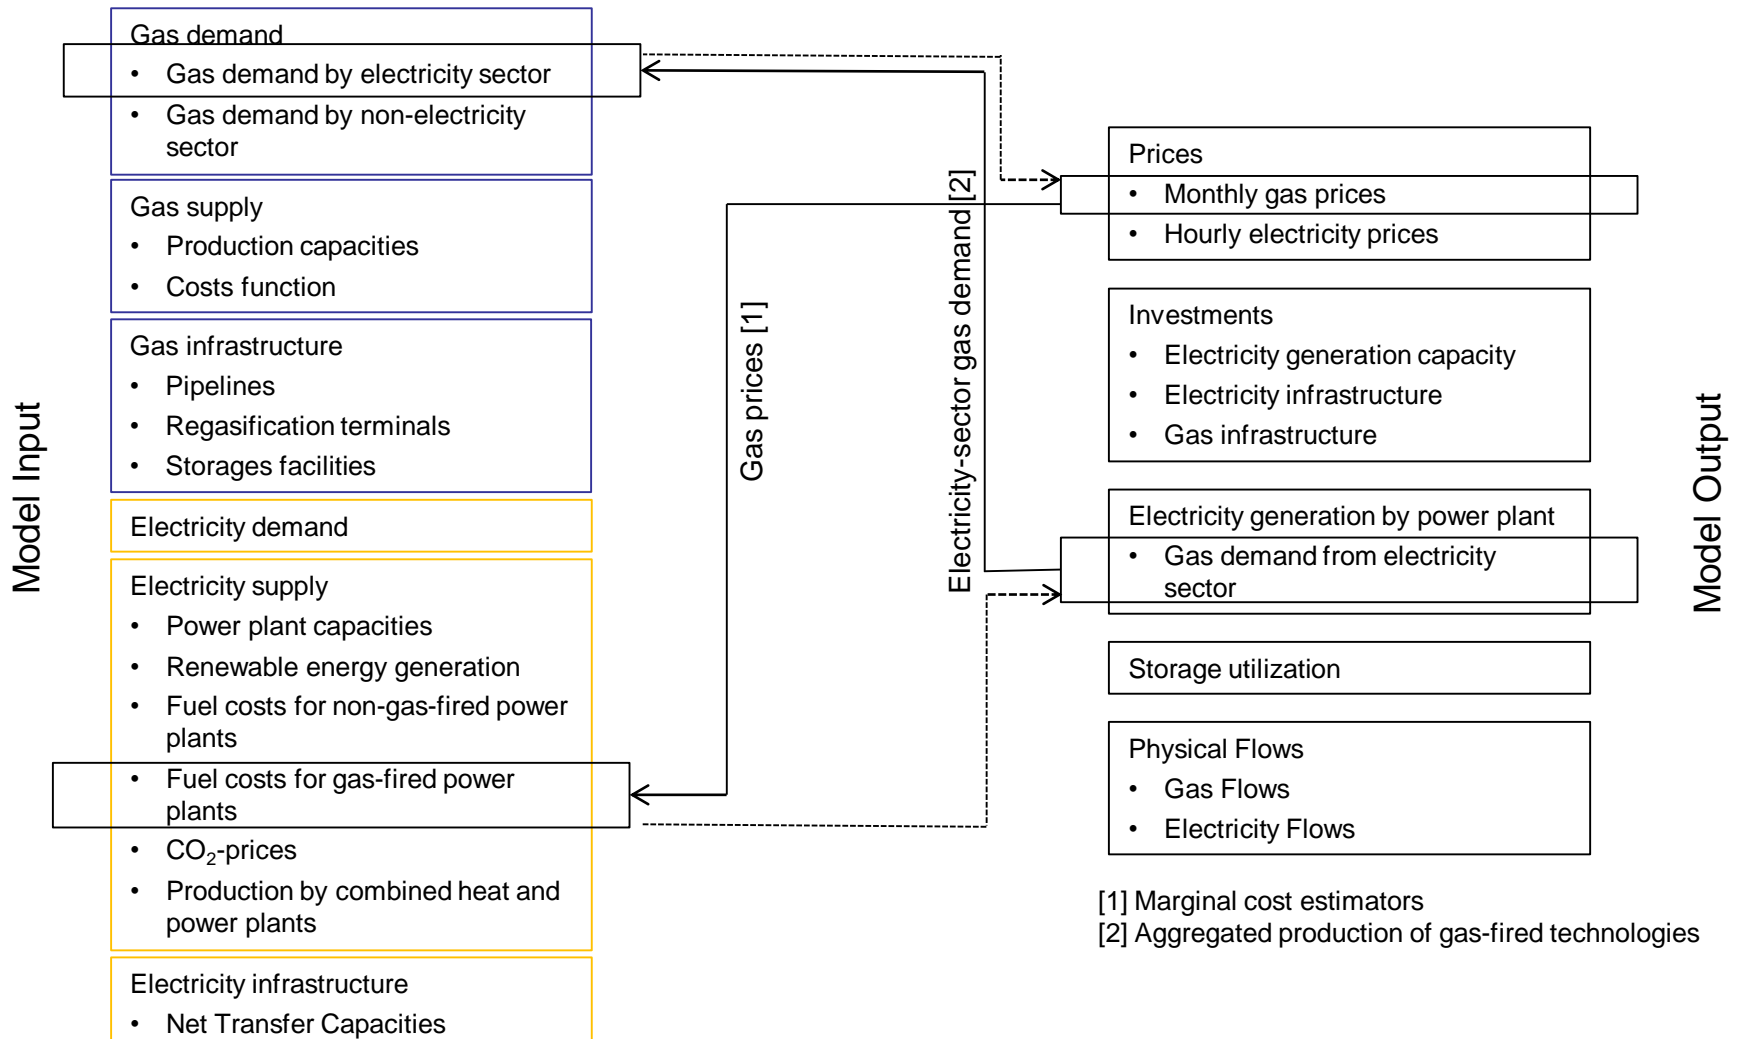 Model Input
Gas demand
• Gas demand by electricity sector
• Gas demand by non-electricity
sector
Gas supply
• Production capacities
• Costs function
Gas infrastructure
• Pipelines
• Regasification terminals
• Storages facilities
Electricity demand
Electricity supply
• Power plant capacities
• Renewable energy generation
• Fuel costs for non-gas-fired power
plants
• Fuel costs for gas-fired power
plants
• CO₂-prices
• Production by combined heat and
power plants
Electricity infrastructure
• Net Transfer Capacities
Gas prices [1]
Electricity-sector gas demand [2]
Prices
• Monthly gas prices
• Hourly electricity prices
Investments
• Electricity generation capacity
• Electricity infrastructure
• Gas infrastructure
Electricity generation by power plant
• Gas demand from electricity
sector
Storage utilization
Physical Flows
• Gas Flows
• Electricity Flows
[1] Marginal cost estimators
[2] Aggregated production of gas-fired technologies
Model Output